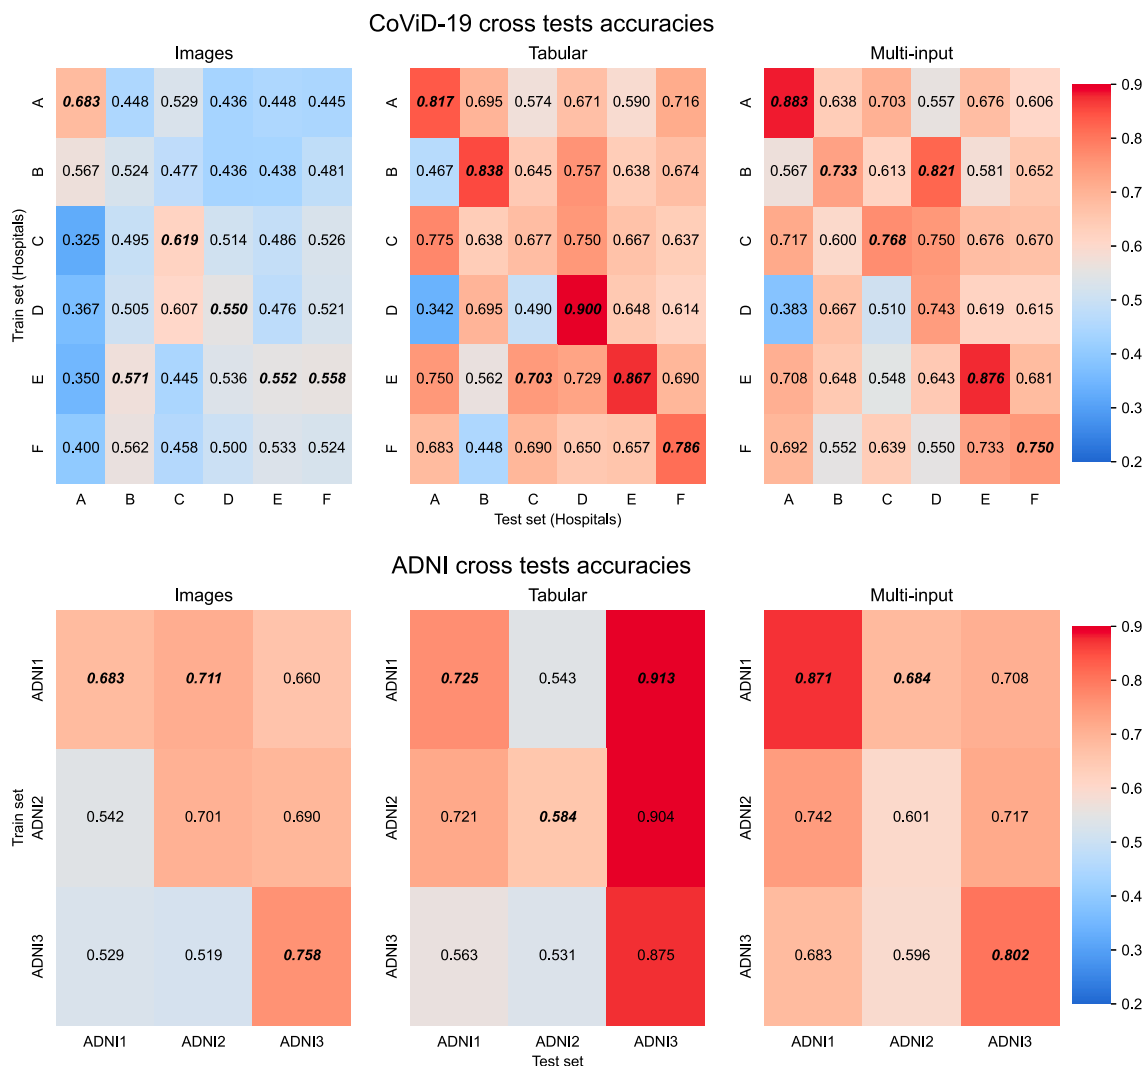 CoViD-19 cross tests accuracies
Images Tabular Multi-input
A 0.683 0.448 0.529 0.436 0.448 0.445 A 0.817 0.695 0.574 0.671 0.590 0.716 A 0.883 0.638 0.703 0.557 0.676 0.606
B 0.567 0.524 0.477 0.436 0.438 0.481 B 0.467 0.838 0.645 0.757 0.638 0.674 B 0.567 0.733 0.613 0.821 0.581 0.652
C 0.325 0.495 0.619 0.514 0.486 0.526 C 0.775 0.638 0.677 0.750 0.667 0.637 C 0.717 0.600 0.768 0.750 0.676 0.670
D 0.367 0.505 0.607 0.550 0.476 0.521 D 0.342 0.695 0.490 0.900 0.648 0.614 D 0.383 0.667 0.510 0.743 0.619 0.615
E 0.350 0.571 0.445 0.536 0.552 0.558 E 0.750 0.562 0.703 0.729 0.867 0.690 E 0.708 0.648 0.548 0.643 0.876 0.681
F 0.400 0.562 0.458 0.500 0.533 0.524 F 0.683 0.448 0.690 0.650 0.657 0.786 F 0.692 0.552 0.639 0.550 0.733 0.750
A B C D E F A B C D E F A B C D E F
Train set (Hospitals)
Test set (Hospitals)
0.9
0.8
0.7
0.6
0.5
0.4
0.3
0.2
ADNI cross tests accuracies
Images Tabular Multi-input
ADNI1 0.683 0.711 0.660 ADNI1 0.725 0.543 0.913 ADNI1 0.871 0.684 0.708
ADNI2 0.542 0.701 0.690 ADNI2 0.721 0.584 0.904 ADNI2 0.742 0.601 0.717
ADNI3 0.529 0.519 0.758 ADNI3 0.563 0.531 0.875 ADNI3 0.683 0.596 0.802
ADNI1 ADNI2 ADNI3 ADNI1 ADNI2 ADNI3 ADNI1 ADNI2 ADNI3
Train set
Test set
0.9
0.8
0.7
0.6
0.5
0.4
0.3
0.2